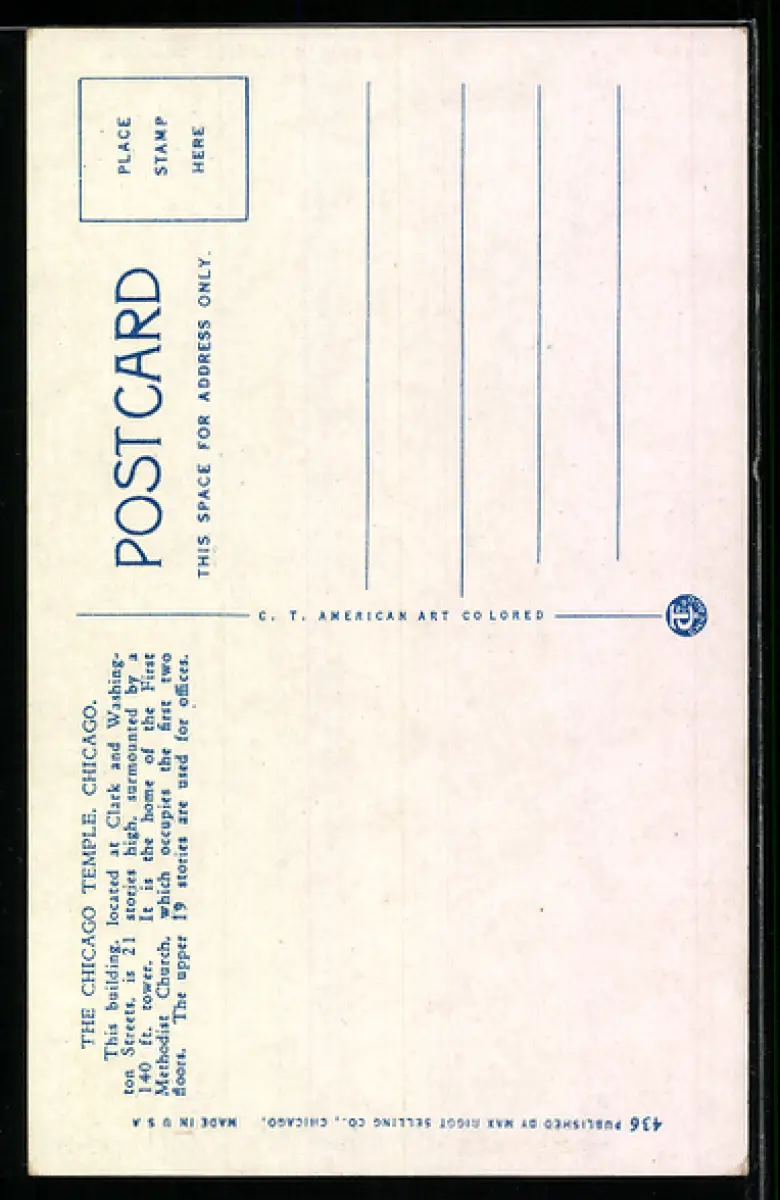 THE CHICAGO TEMPLE, CHICAGO.
This building, located at Clark and Washing-
ton Streets, is 21 stories high, surmounted by a
140 ft. tower. It is the home of the First
Methodist Church, which occupies the first two
floors. The upper 19 stories are used for offices.
POST CARD
THIS SPACE FOR ADDRESS ONLY.
PLACE
STAMP
HERE
C. T. AMERICAN ART COLORED
436 PUBLISHED BY MAX RIGOT SELLING CO., CHICAGO. MADE IN U S A